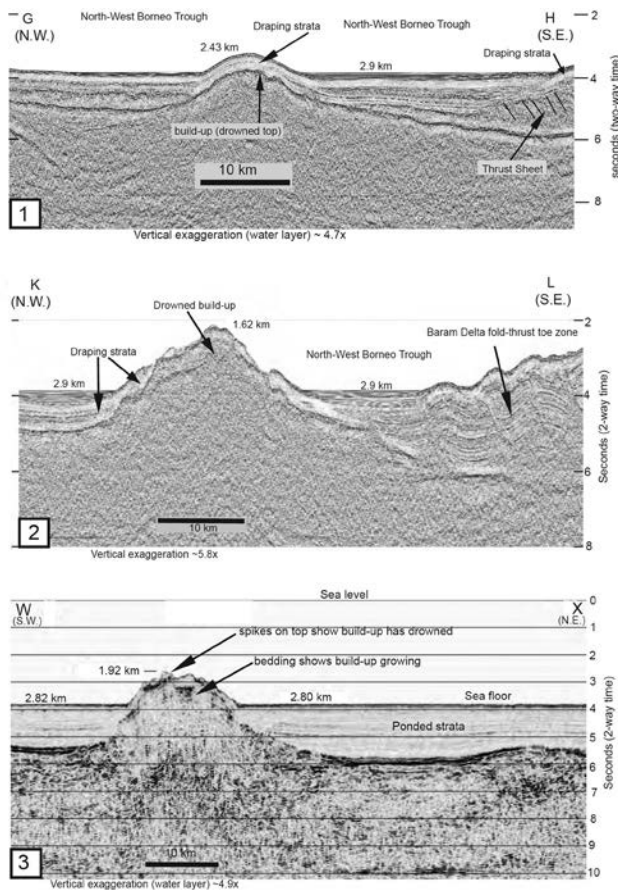 G
(N.W.)
North-West Borneo Trough
Draping strata
North-West Borneo Trough
H
(S.E.)
2
2.43 km
2.9 km
Draping strata
4
build-up (drowned top)
6
10 km
Thrust Sheet
8
seconds (two-way time)
1
Vertical exaggeration (water layer) ~ 4.7x
K
(N.W.)
L
(S.E.)
Drowned build-up
1.62 km
2
Draping strata
North-West Borneo Trough
Baram Delta fold-thrust toe zone
2.9 km
2.9 km
4
6
10 km
8
Seconds (2-way time)
2
Vertical exaggeration ~5.8x
Sea level
W
(S.W.)
X
(N.E.)
0
1
spikes on top show build-up has drowned
2
1.92 km
bedding shows build-up growing
3
2.82 km
2.80 km
Sea floor
4
Ponded strata
5
6
7
8
9
10 km
10
Seconds (2-way time)
3
Vertical exaggeration (water layer) ~4.9x